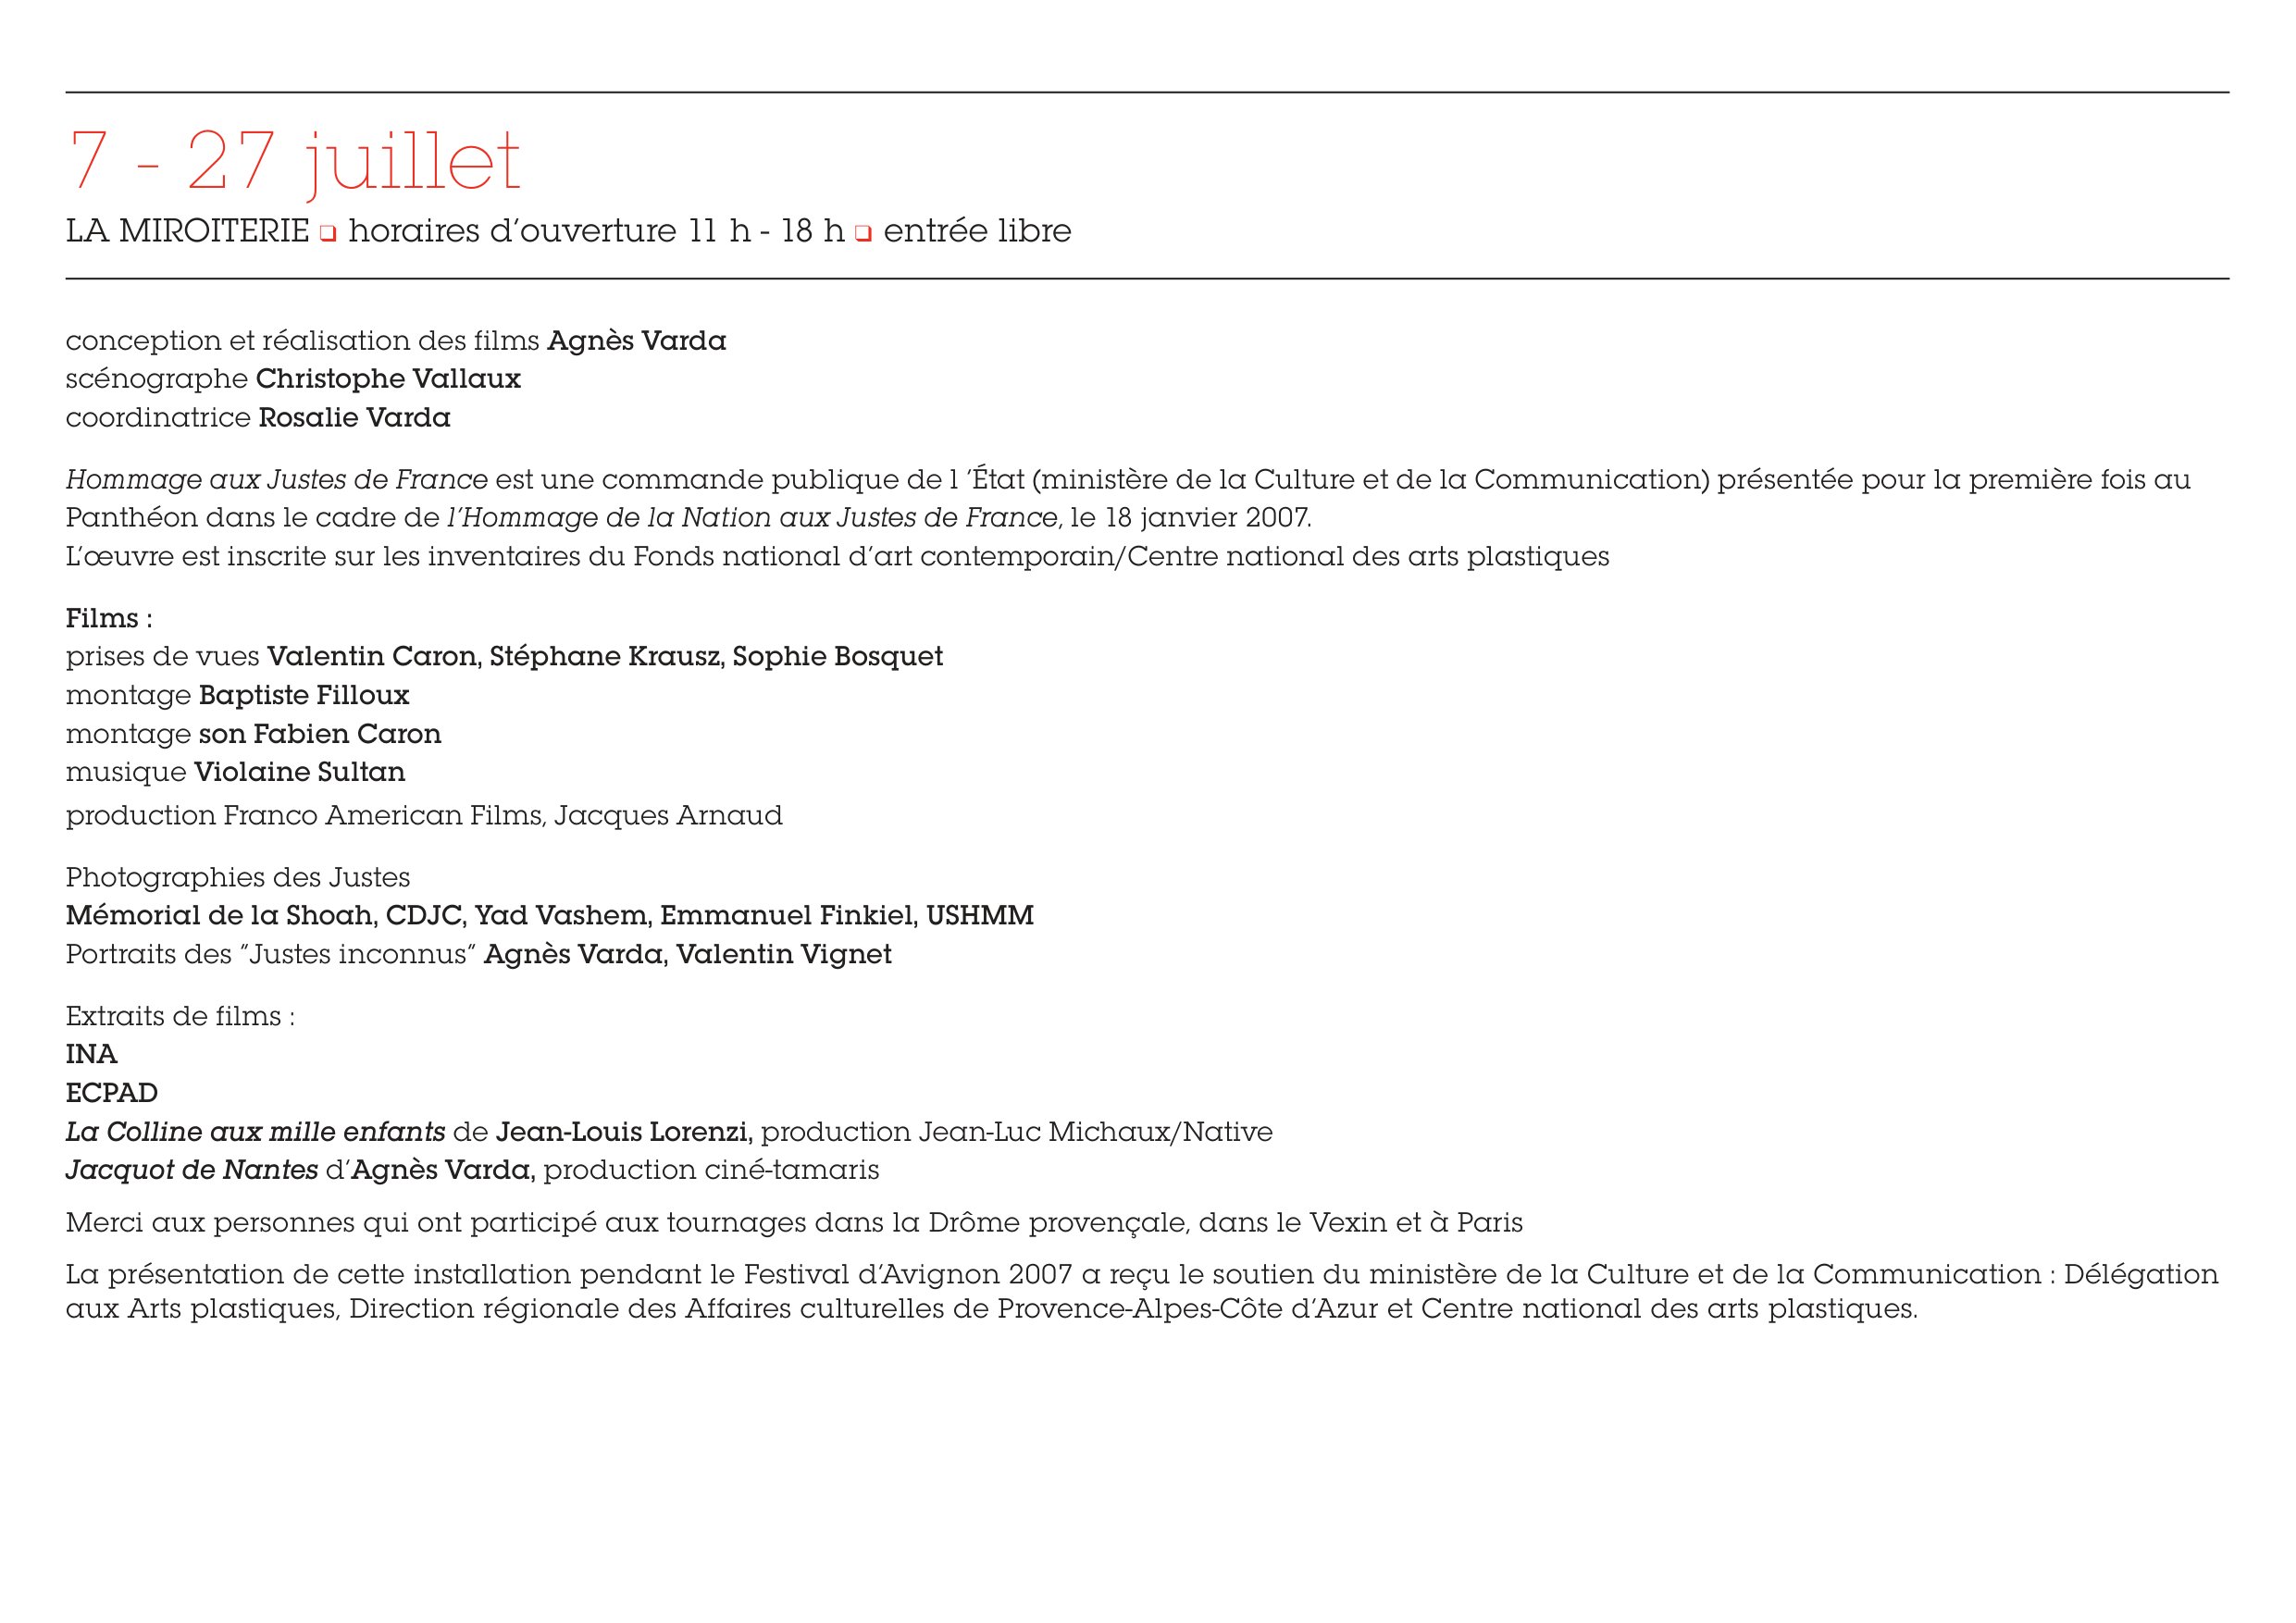 7 - 27 juillet
LA MIROITERIE ❑ horaires d’ouverture 11 h - 18 h ❑ entrée libre
conception et réalisation des films Agnès Varda
scénographe Christophe Vallaux
coordinatrice Rosalie Varda
Hommage aux Justes de France est une commande publique de l ’État (ministère de la Culture et de la Communication) présentée pour la première fois au
Panthéon dans le cadre de l’Hommage de la Nation aux Justes de France, le 18 janvier 2007.
L’œuvre est inscrite sur les inventaires du Fonds national d’art contemporain/Centre national des arts plastiques
Films :
prises de vues Valentin Caron, Stéphane Krausz, Sophie Bosquet
montage Baptiste Filloux
montage son Fabien Caron
musique Violaine Sultan
production Franco American Films, Jacques Arnaud
Photographies des Justes
Mémorial de la Shoah, CDJC, Yad Vashem, Emmanuel Finkiel, USHMM
Portraits des "Justes inconnus" Agnès Varda, Valentin Vignet
Extraits de films :
INA
ECPAD
La Colline aux mille enfants de Jean-Louis Lorenzi, production Jean-Luc Michaux/Native
Jacquot de Nantes d’Agnès Varda, production ciné-tamaris
Merci aux personnes qui ont participé aux tournages dans la Drôme provençale, dans le Vexin et à Paris
La présentation de cette installation pendant le Festival d’Avignon 2007 a reçu le soutien du ministère de la Culture et de la Communication : Délégation
aux Arts plastiques, Direction régionale des Affaires culturelles de Provence-Alpes-Côte d’Azur et Centre national des arts plastiques.